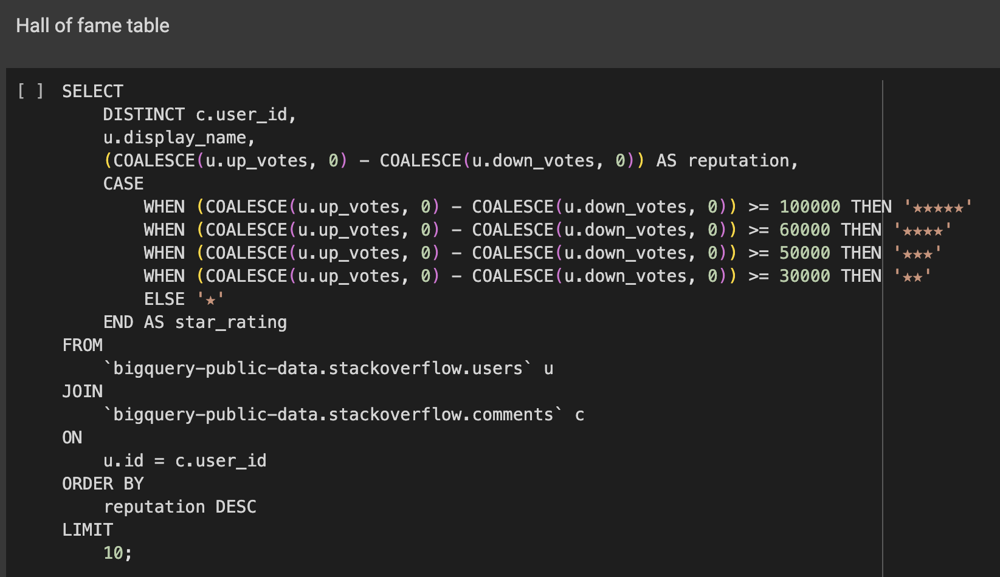 Hall of fame table
[ ] SELECT
DISTINCT c.user_id,
u.display_name,
(COALESCE(u.up_votes, 0) - COALESCE(u.down_votes, 0)) AS reputation,
CASE
WHEN (COALESCE(u.up_votes, 0) - COALESCE(u.down_votes, 0)) >= 100000 THEN '★★★★★'
WHEN (COALESCE(u.up_votes, 0) - COALESCE(u.down_votes, 0)) >= 60000 THEN '★★★★'
WHEN (COALESCE(u.up_votes, 0) - COALESCE(u.down_votes, 0)) >= 50000 THEN '★★★'
WHEN (COALESCE(u.up_votes, 0) - COALESCE(u.down_votes, 0)) >= 30000 THEN '★★'
ELSE '★'
END AS star_rating
FROM
`bigquery-public-data.stackoverflow.users` u
JOIN
`bigquery-public-data.stackoverflow.comments` c
ON
u.id = c.user_id
ORDER BY
reputation DESC
LIMIT
10;